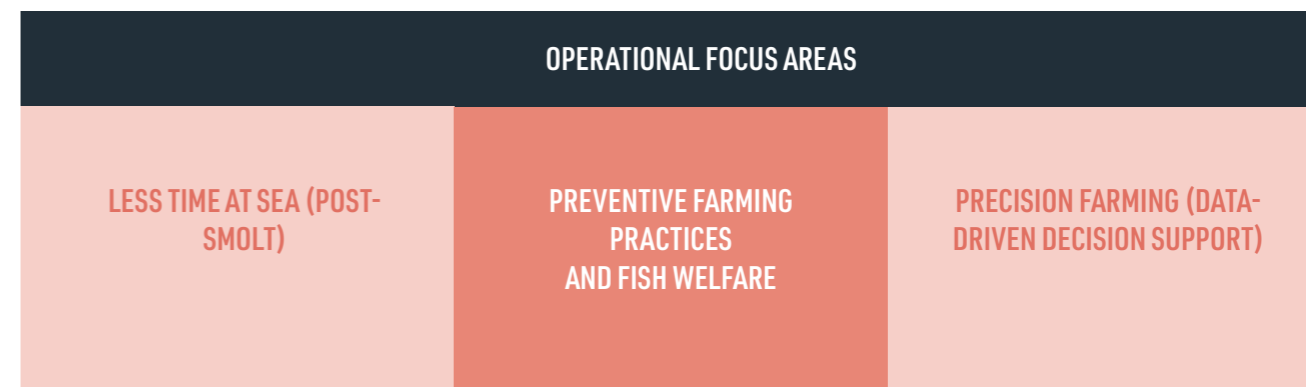 OPERATIONAL FOCUS AREAS
LESS TIME AT SEA (POST-
SMOLT)
PREVENTIVE FARMING
PRACTICES
AND FISH WELFARE
PRECISION FARMING (DATA-
DRIVEN DECISION SUPPORT)